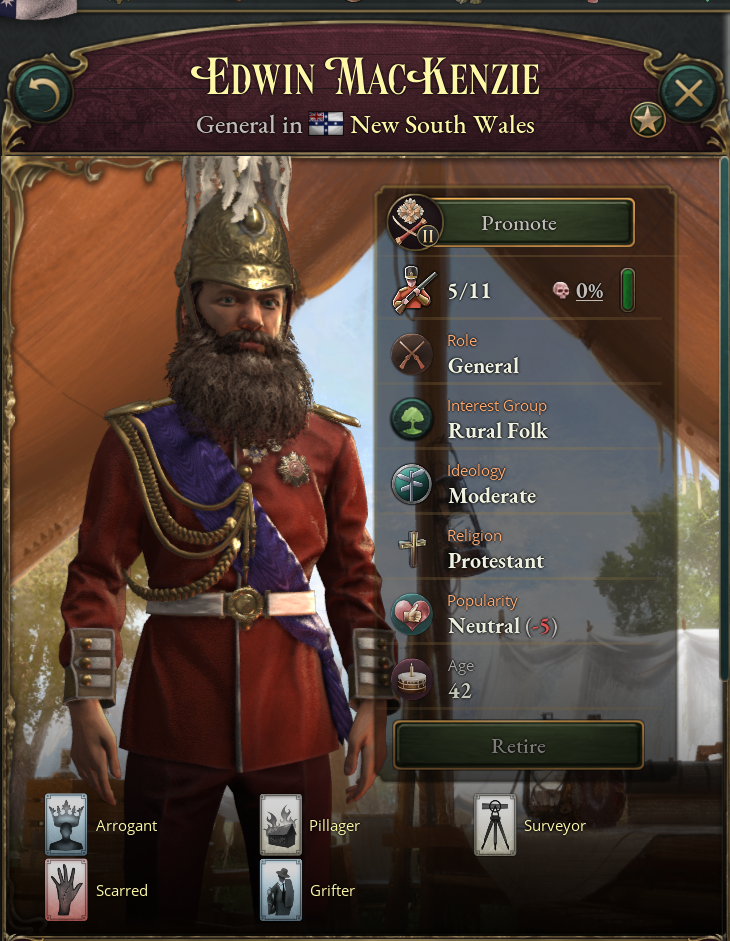 EDWIN MACKENZIE
General in New South Wales
Promote
II
5/11 0%
Role
General
Interest Group
Rural Folk
Ideology
Moderate
Religion
Protestant
Popularity
Neutral (-5)
Age
42
Retire
Arrogant Pillager Surveyor
Scarred Grifter